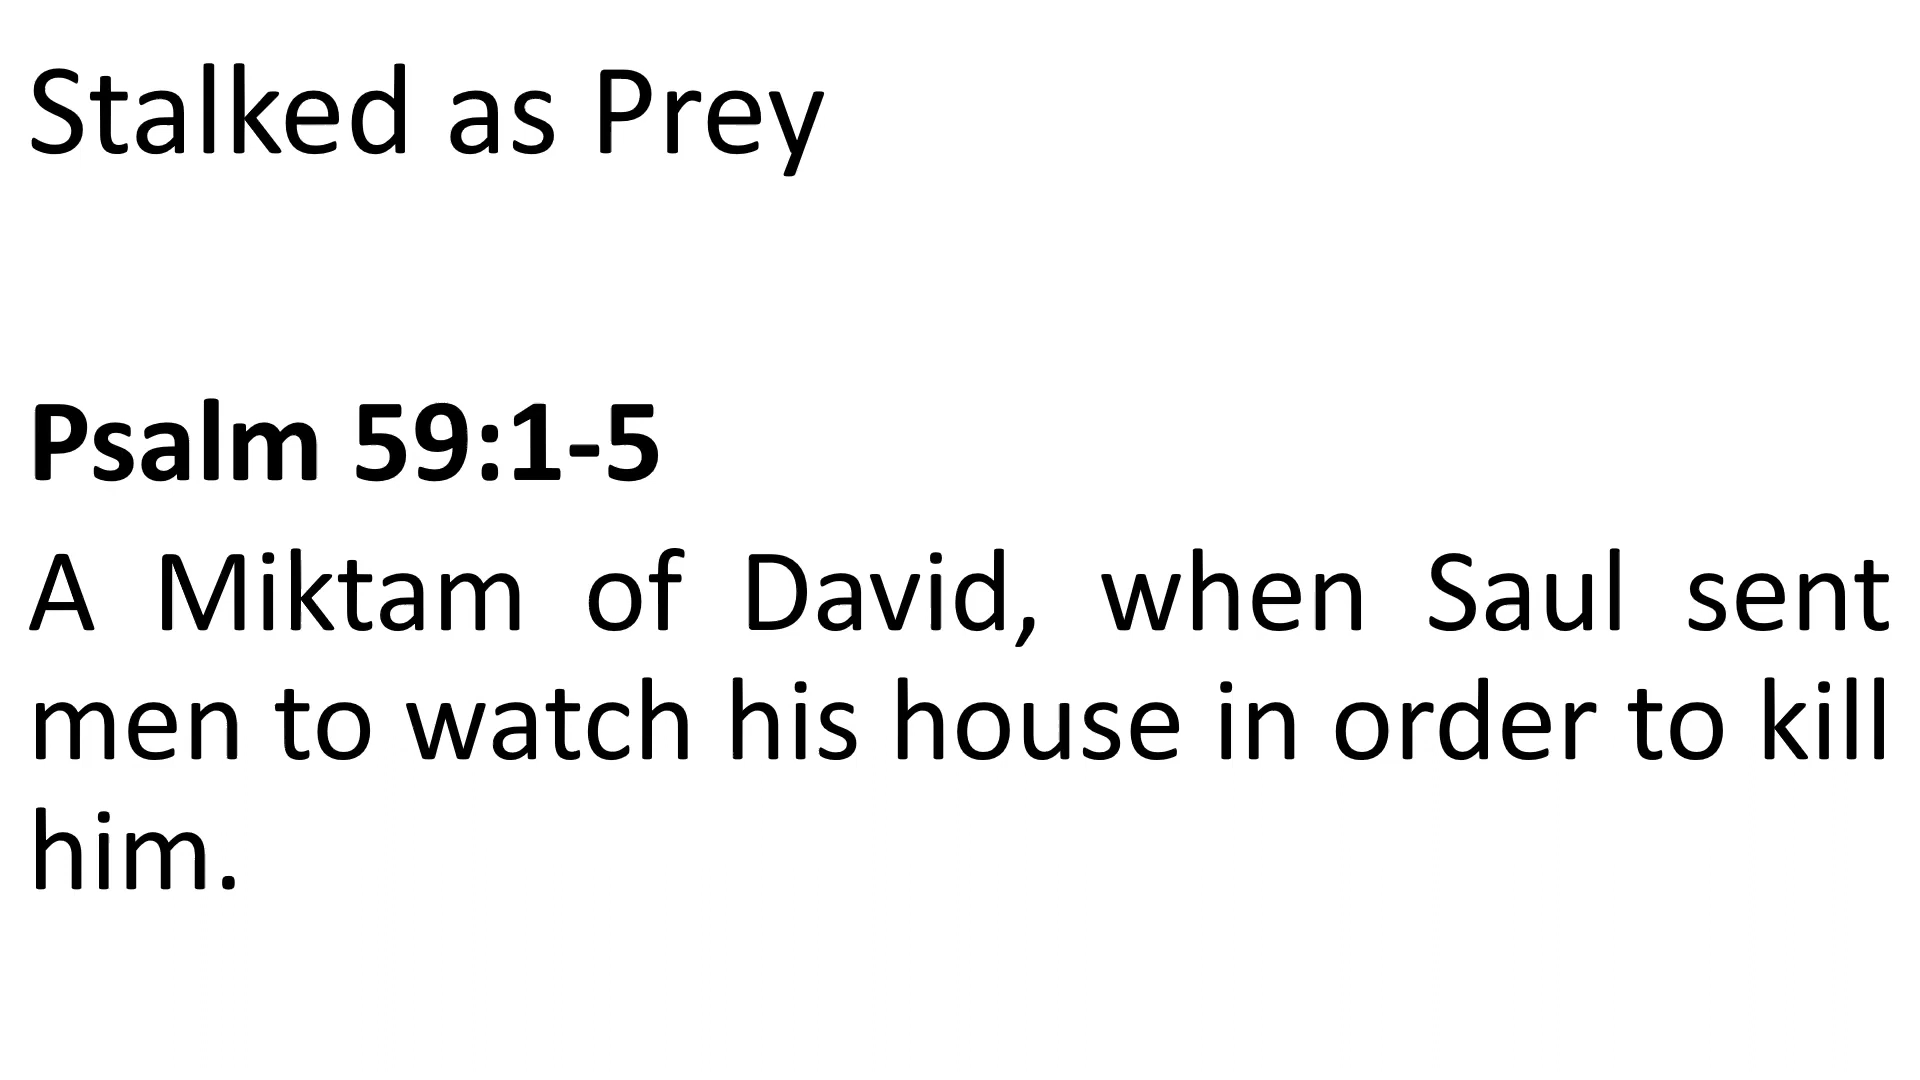 Stalked as Prey
Psalm 59:1-5
A Miktam of David, when Saul sent
men to watch his house in order to kill
him.